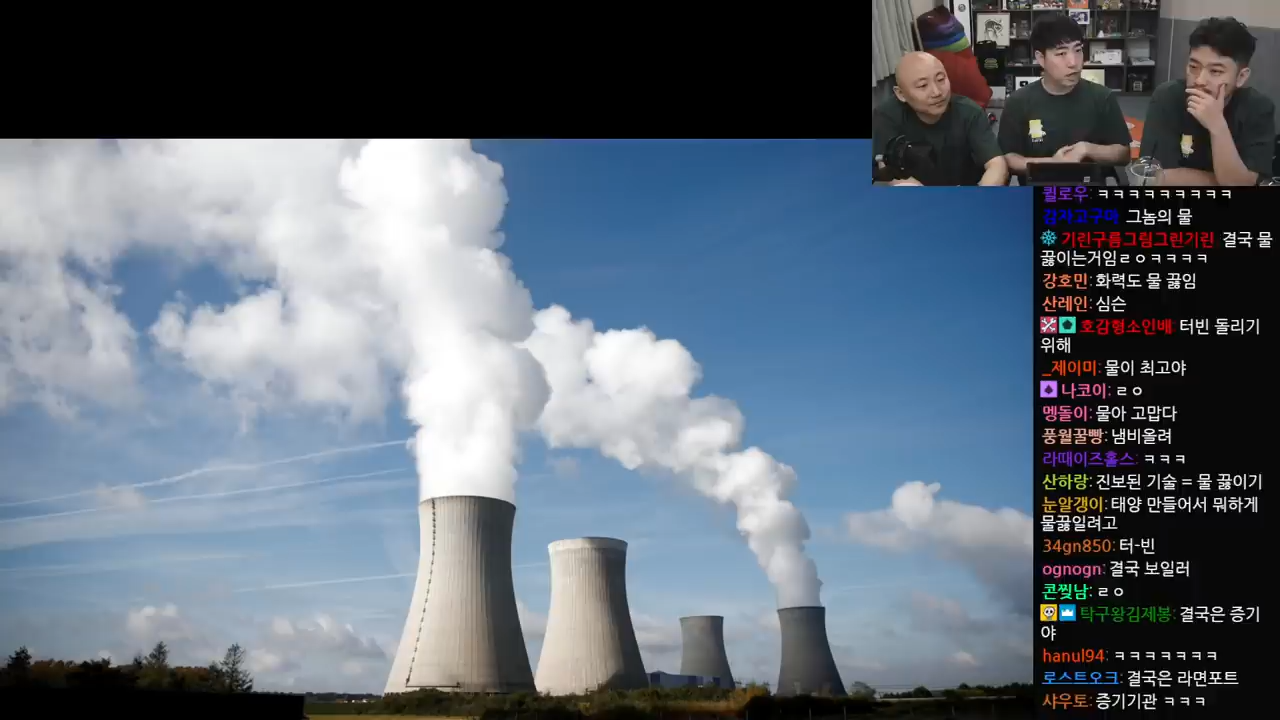 퀼로우: ㅋㅋㅋㅋㅋㅋㅋㅋㅋ
감자고구마: 그놈의 물
기린구름그림그린기린: 결국 물
끓이는거임ㄹㅇㅋㅋㅋㅋ
강호민: 화력도 물 끓임
산레인: 심슨
호감형소인배: 터빈 돌리기
위해
_제이미: 물이 최고야
나코이: ㄹㅇ
멩돌이: 물아 고맙다
풍월꿀빵: 냄비올려
라때이즈홀스: ㅋㅋㅋ
산하랑: 진보된 기술 = 물 끓이기
눈알갱이: 태양 만들어서 뭐하게
물끓일려고
34gn850: 터-빈
ognogn: 결국 보일러
콘찢남: ㄹㅇ
탁구왕김제봉: 결국은 증기
야
hanul94: ㅋㅋㅋㅋㅋㅋㅋ
로스트오크: 결국은 라면포트
사우토: 증기기관 ㅋㅋㅋ